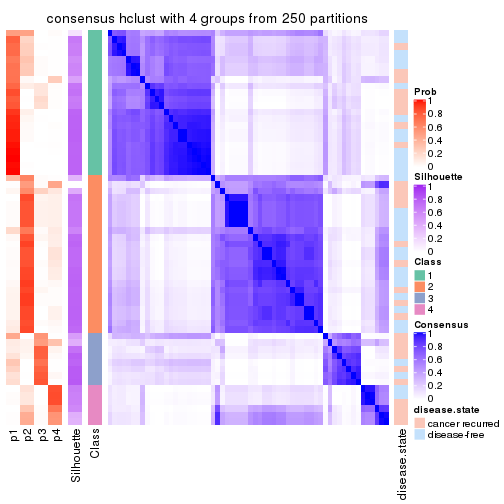 consensus hclust with 4 groups from 250 partitions
Prob
1
0.8
0.6
0.4
0.2
0
Silhouette
1
0.8
0.6
0.4
0.2
0
Class
1
2
3
4
Consensus
1
0.8
0.6
0.4
0.2
0
disease.state
cancer recurred
disease-free
p1
p2
p3
p4
Silhouette
Class
disease.state